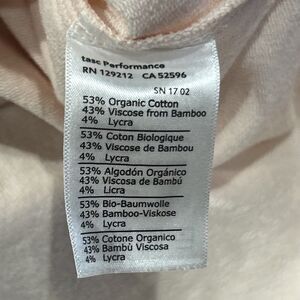 tasc Performance
RN 129212 CA 52596
SN 17 02
53% Organic Cotton
43% Viscose from Bamboo
4% Lycra
53% Coton Biologique
43% Viscose de Bambou
4% Lycra
53% Algodón Orgánico
43% Viscosa de Bambú
4% Licra
53% Bio-Baumwolle
43% Bamboo-Viskose
4% Lycra
53% Cotone Organico
43% Bambù Viscosa
4% Lycra